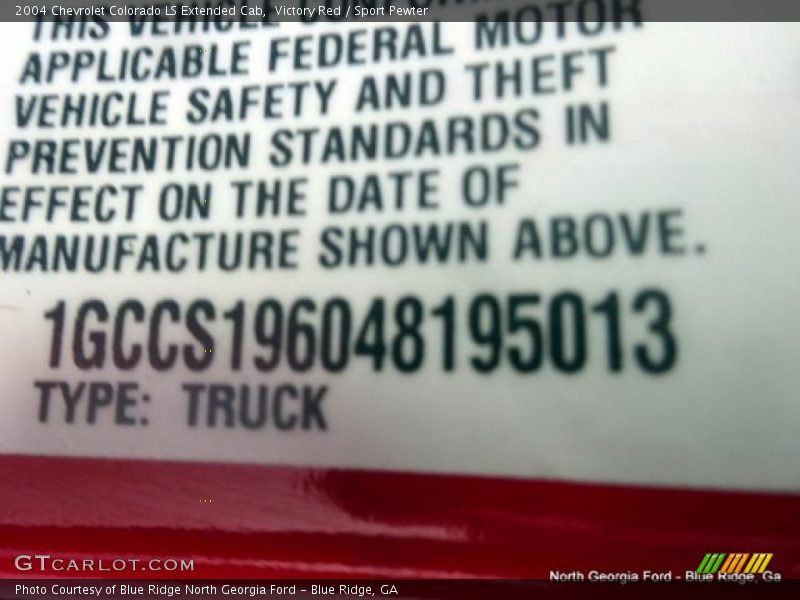 2004 Chevrolet Colorado LS Extended Cab, Victory Red / Sport Pewter
THIS VEHICLE
APPLICABLE FEDERAL MOTOR
VEHICLE SAFETY AND THEFT
PREVENTION STANDARDS IN
EFFECT ON THE DATE OF
MANUFACTURE SHOWN ABOVE.
1GCCS196048195013
TYPE: TRUCK
GTCARLOT.COM
North Georgia Ford - Blue Ridge, Ga
Photo Courtesy of Blue Ridge North Georgia Ford - Blue Ridge, GA